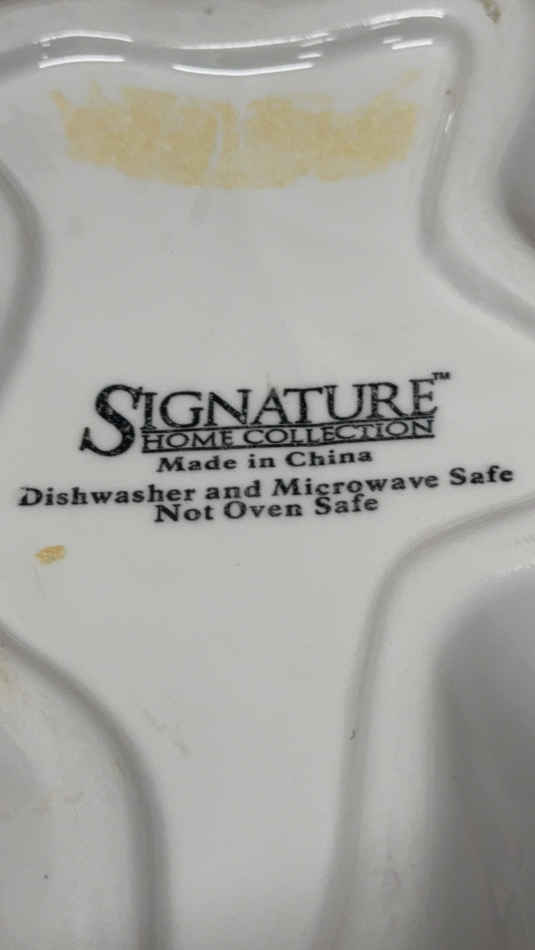 SIGNATURE™
HOME COLLECTION
Made in China
Dishwasher and Microwave Safe
Not Oven Safe